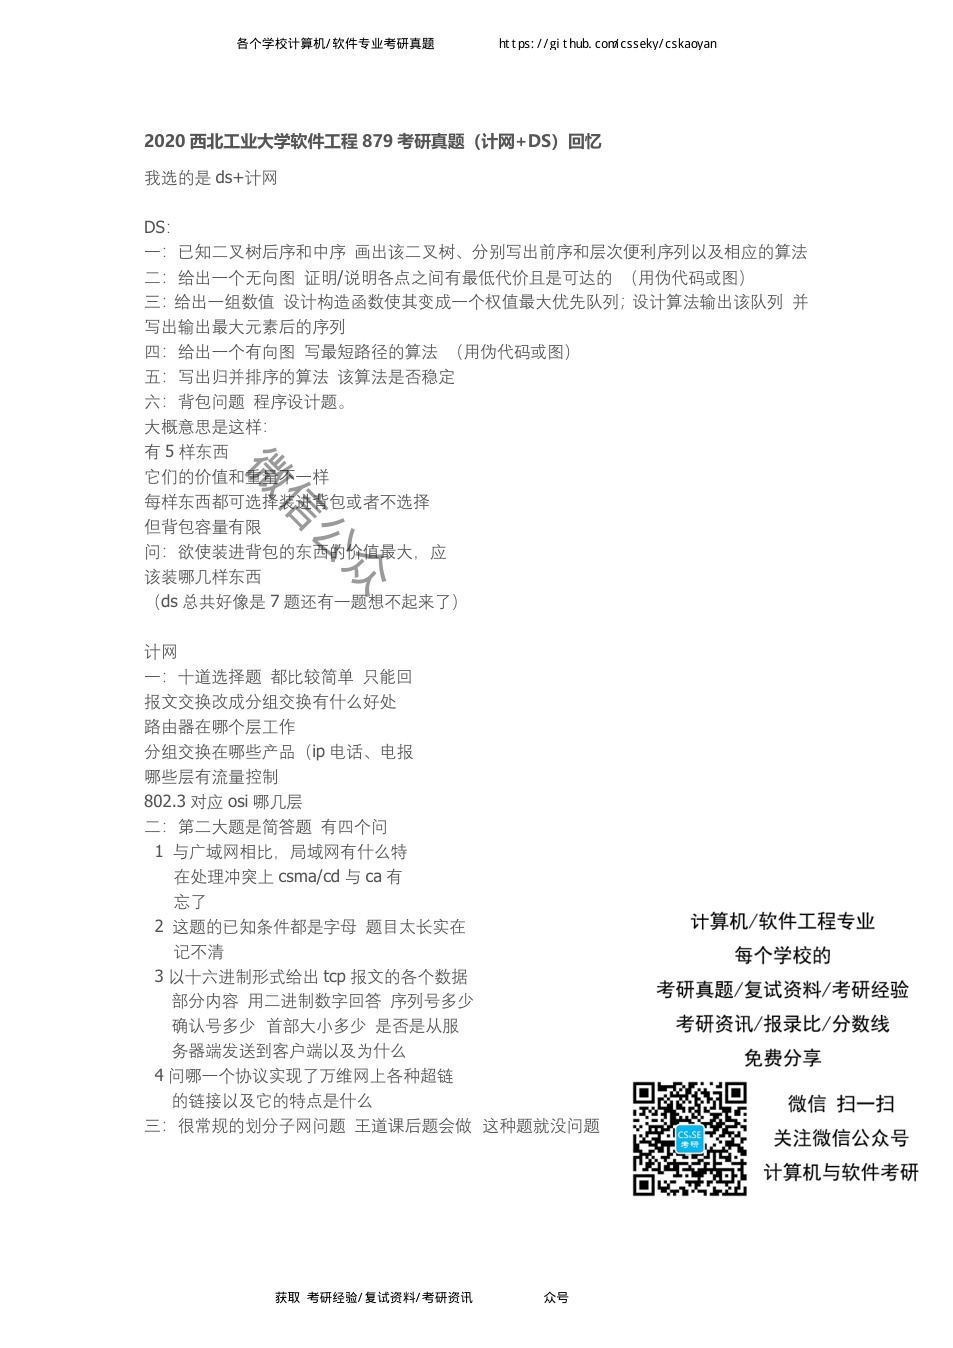 各个学校计算机/软件专业考研真题 https://github.com/csseky/cskaoyan
2020 西北工业大学软件工程 879 考研真题（计网+DS）回忆
我选的是 ds+计网
DS：
一：已知二叉树后序和中序 画出该二叉树、分别写出前序和层次便利序列以及相应的算法
二：给出一个无向图 证明/说明各点之间有最低代价且是可达的 （用伪代码或图）
三：给出一组数值 设计构造函数使其变成一个权值最大优先队列；设计算法输出该队列 并
写出输出最大元素后的序列
四：给出一个有向图 写最短路径的算法 （用伪代码或图）
五：写出归并排序的算法 该算法是否稳定
六：背包问题 程序设计题。
大概意思是这样：
有 5 样东西
它们的价值和重量不一样
每样东西都可选择装进背包或者不选择
但背包容量有限
问：欲使装进背包的东西的价值最大，应
该装哪几样东西
（ds 总共好像是 7 题还有一题想不起来了）
微信公众
计网
一：十道选择题 都比较简单 只能回
报文交换改成分组交换有什么好处
路由器在哪个层工作
分组交换在哪些产品（ip 电话、电报
哪些层有流量控制
802.3 对应 osi 哪几层
二：第二大题是简答题 有四个问
1 与广域网相比，局域网有什么特
在处理冲突上 csma/cd 与 ca 有
忘了
2 这题的已知条件都是字母 题目太长实在
记不清
3 以十六进制形式给出 tcp 报文的各个数据
部分内容 用二进制数字回答 序列号多少
确认号多少 首部大小多少 是否是从服
务器端发送到客户端以及为什么
4 问哪一个协议实现了万维网上各种超链
的链接以及它的特点是什么
三：很常规的划分子网问题 王道课后题会做 这种题就没问题
计算机/软件工程专业
每个学校的
考研真题/复试资料/考研经验
考研资讯/报录比/分数线
免费分享
CS.SE
考研
微信 扫一扫
关注微信公众号
计算机与软件考研
获取 考研经验/复试资料/考研资讯 众号